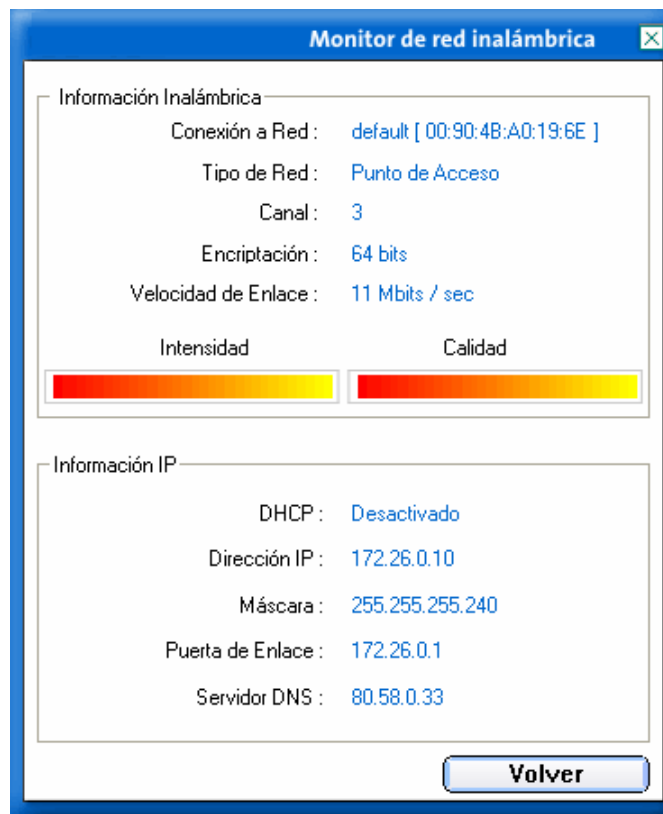 Monitor de red inalámbrica
Información Inalámbrica
Conexión a Red : default [ 00:90:4B:A0:19:6E ]
Tipo de Red : Punto de Acceso
Canal : 3
Encriptación : 64 bits
Velocidad de Enlace : 11 Mbits / sec
Intensidad Calidad
Información IP
DHCP : Desactivado
Dirección IP : 172.26.0.10
Máscara : 255.255.255.240
Puerta de Enlace : 172.26.0.1
Servidor DNS : 80.58.0.33
Volver